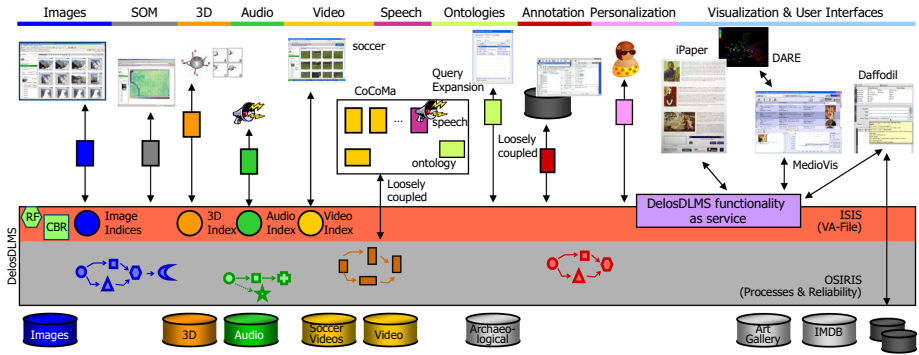 Images SOM 3D Audio Video Speech Ontologies Annotation Personalization Visualization & User Interfaces
soccer
iPaper
DARE
Daffodil
Query
Expansion
CoCoMa
...
speech
ontology
Loosely
coupled
Loosely
coupled
MedioVis
DelosDLMS
RF
CBR
Image
Indices
3D
Index
Audio
Index
Video
Index
DelosDLMS functionality
as service
ISIS
(VA-File)
OSIRIS
(Processes & Reliability)
Images
3D
Audio
Soccer
Videos
Video
Archaeo-
logical
Art
Gallery
IMDB